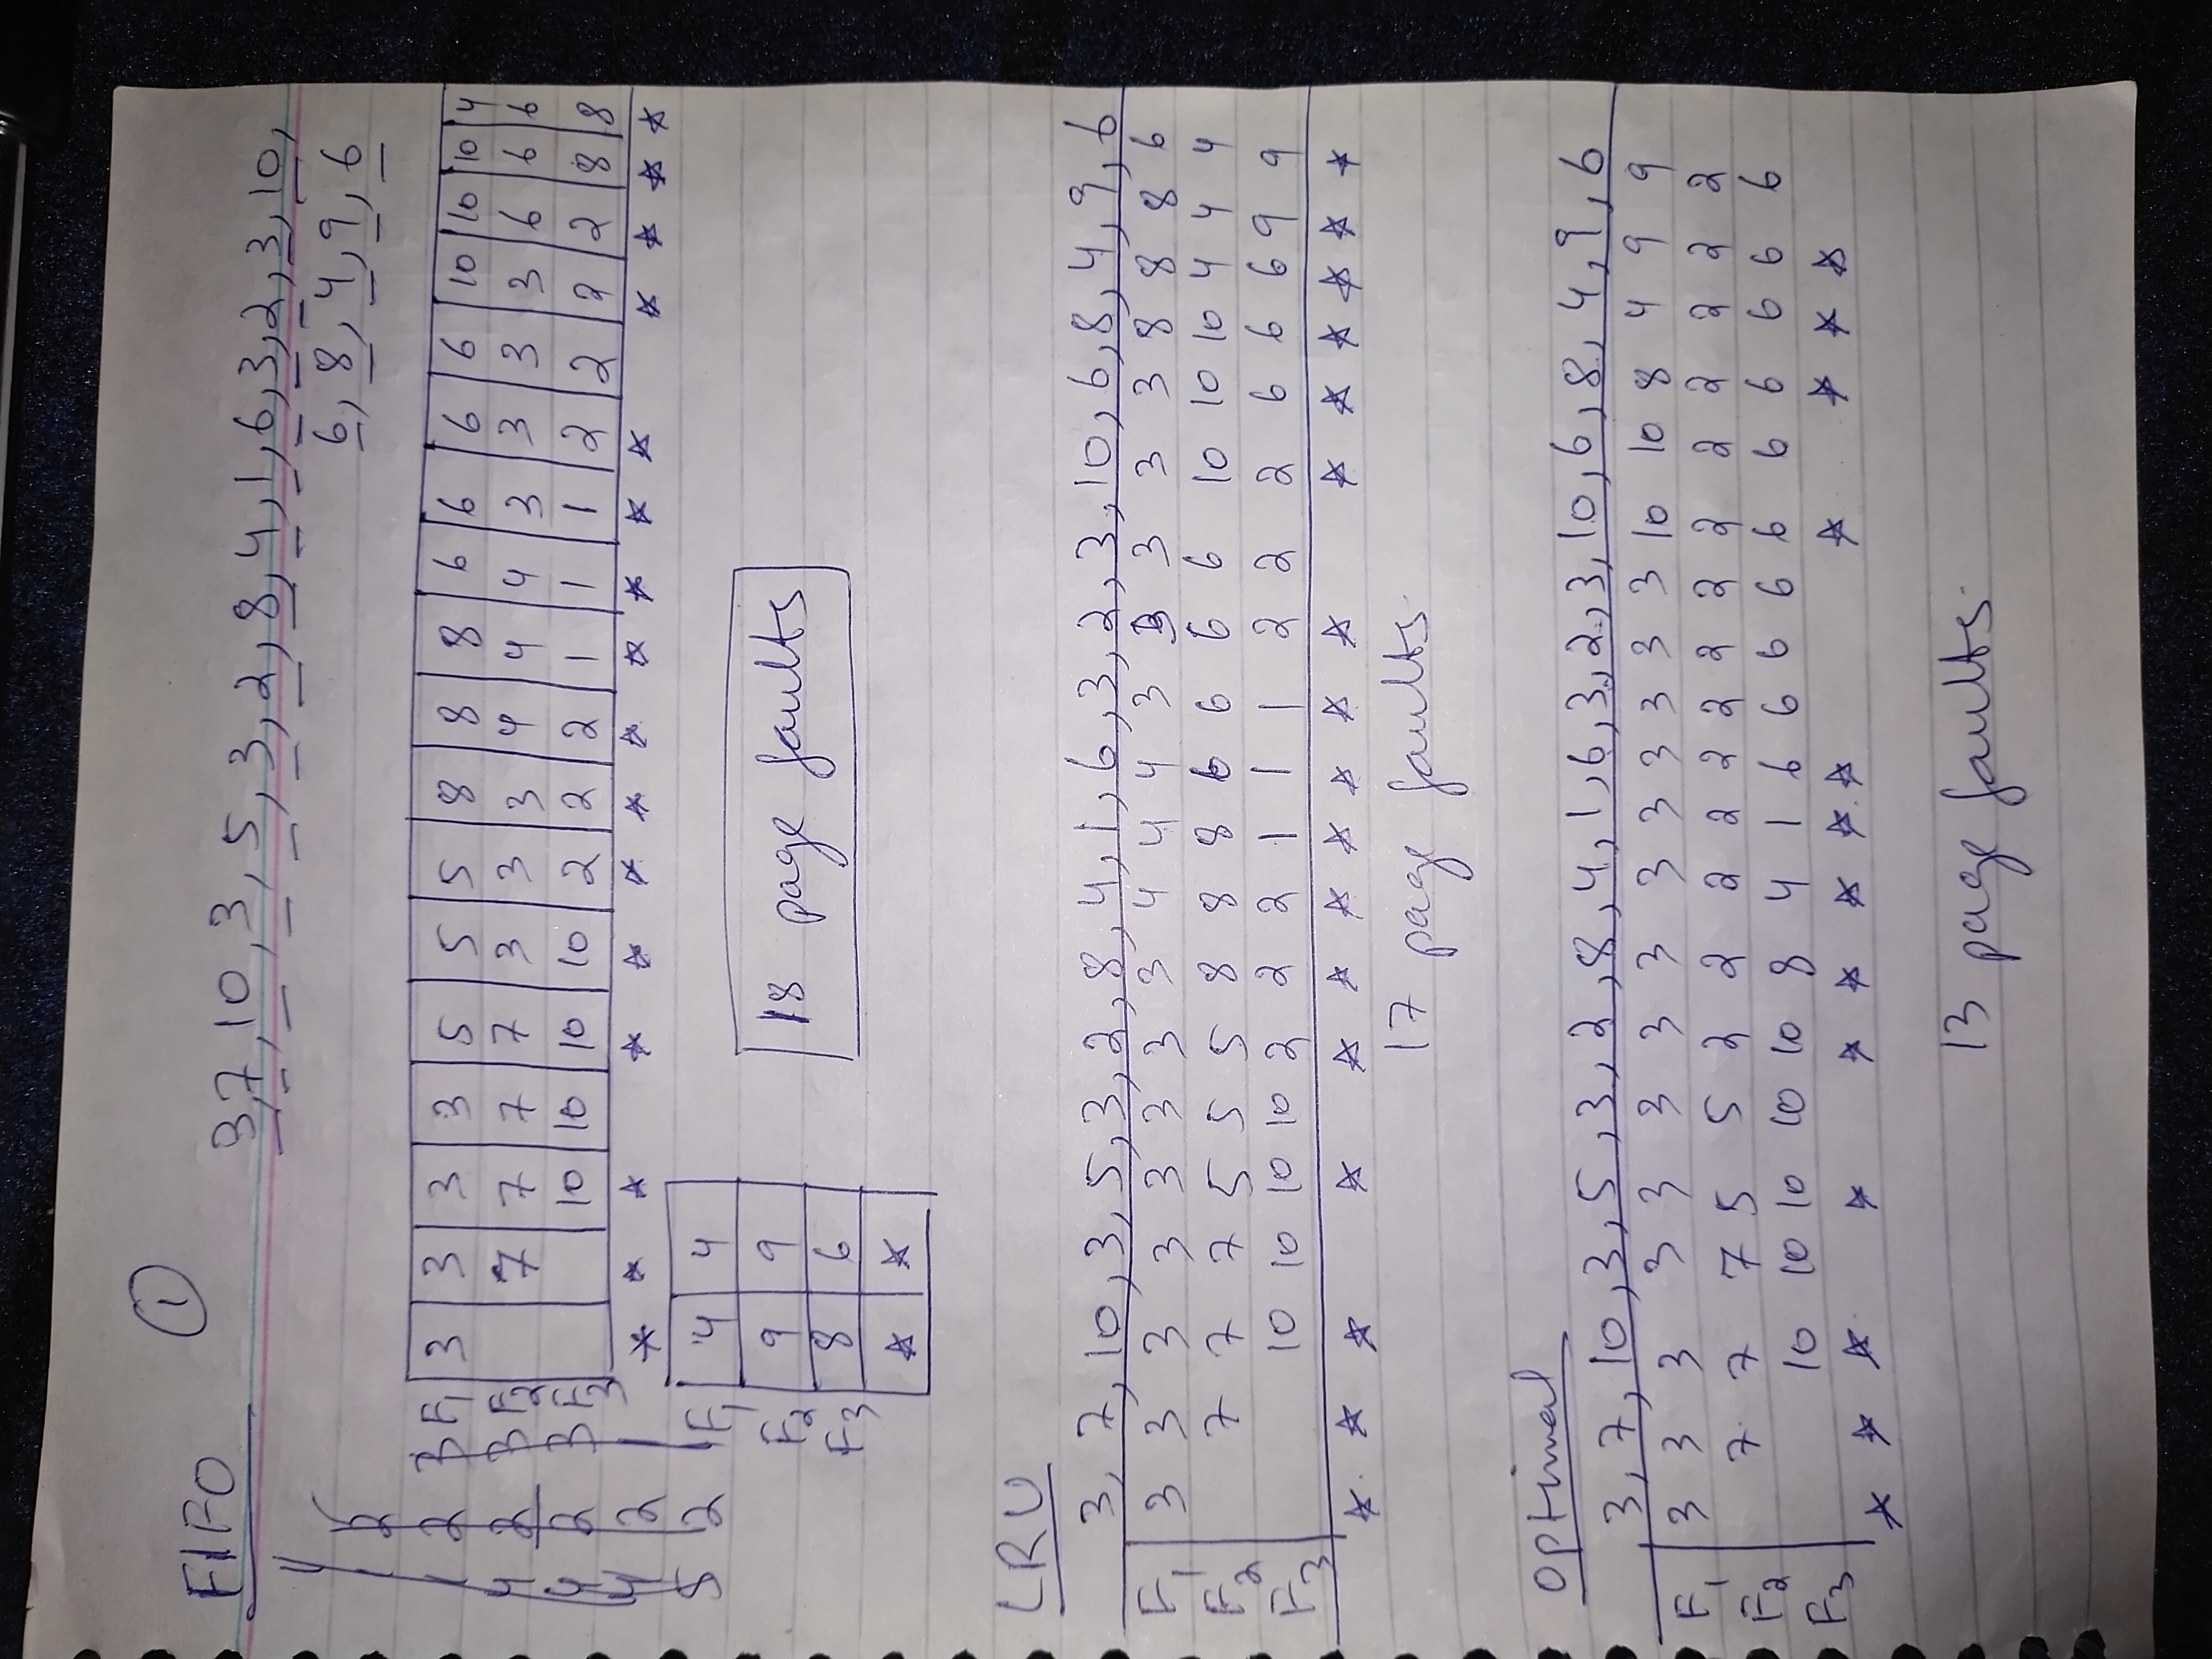 ①
FIFO
3,7,10,3,5,3,2,8,4,1,6,3,2,3,10,
6,8,4,9,6
F1 3 3 3 3 5 5 5 8 8 8 6 6 6 6 10 10 10 4
F2 7 7 7 7 3 3 3 4 4 4 3 3 3 3 6 6 6
F3 10 10 10 10 2 2 2 1 1 1 2 2 2 2 8 8
F1 4 4
F2 9 9
F3 8 6
18 page faults
LRU
3, 7, 10, 3, 5, 3, 2, 8, 4, 1, 6, 3, 2, 3, 10, 6, 8, 4, 9, 6
F1 3 3 3 3 3 3 3 3 4 4 4 3 3 3 3 3 8 8 8 6
F2 7 7 7 5 5 5 8 8 8 6 6 6 6 10 10 10 4 4 4
F3 10 10 10 10 2 2 2 1 1 1 2 2 2 6 6 6 9 9
17 page faults
optimal
3, 7, 10, 3, 5, 3, 2, 8, 4, 1, 6, 3, 2, 3, 10, 6, 8, 4, 9, 6
F1 3 3 3 3 3 3 3 3 3 3 3 3 3 3 10 10 8 4 9 9
F2 7 7 7 5 5 2 2 2 2 2 2 2 2 2 2 2 2 2 2
F3 10 10 10 10 10 8 4 1 6 6 6 6 6 6 6 6 6 6
13 page faults